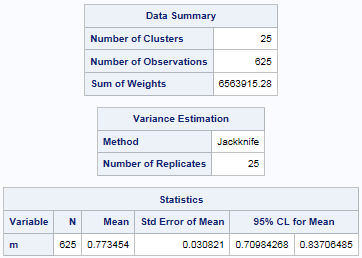 Data Summary
Number of Clusters 25
Number of Observations 625
Sum of Weights 6563915.28
Variance Estimation
Method Jackknife
Number of Replicates 25
Statistics
Variable N Mean Std Error of Mean 95% CL for Mean
m 625 0.773454 0.030821 0.70984268 0.83706485